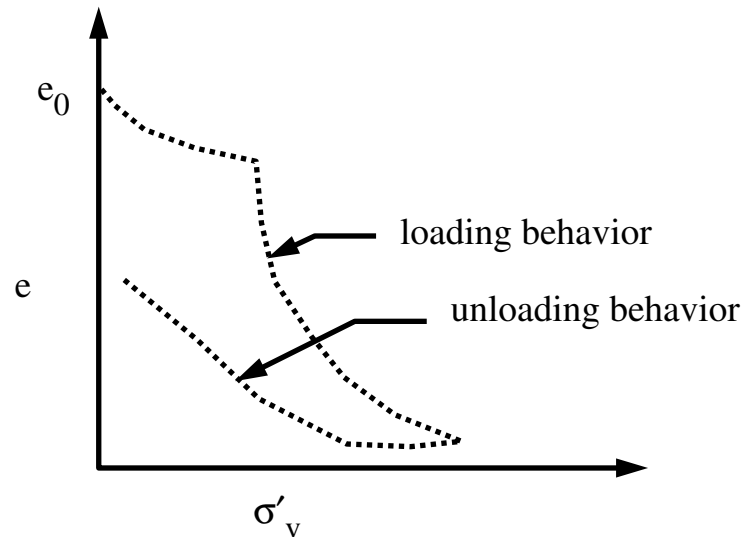 e₀
loading behavior
e
unloading behavior
σ′ᵥ